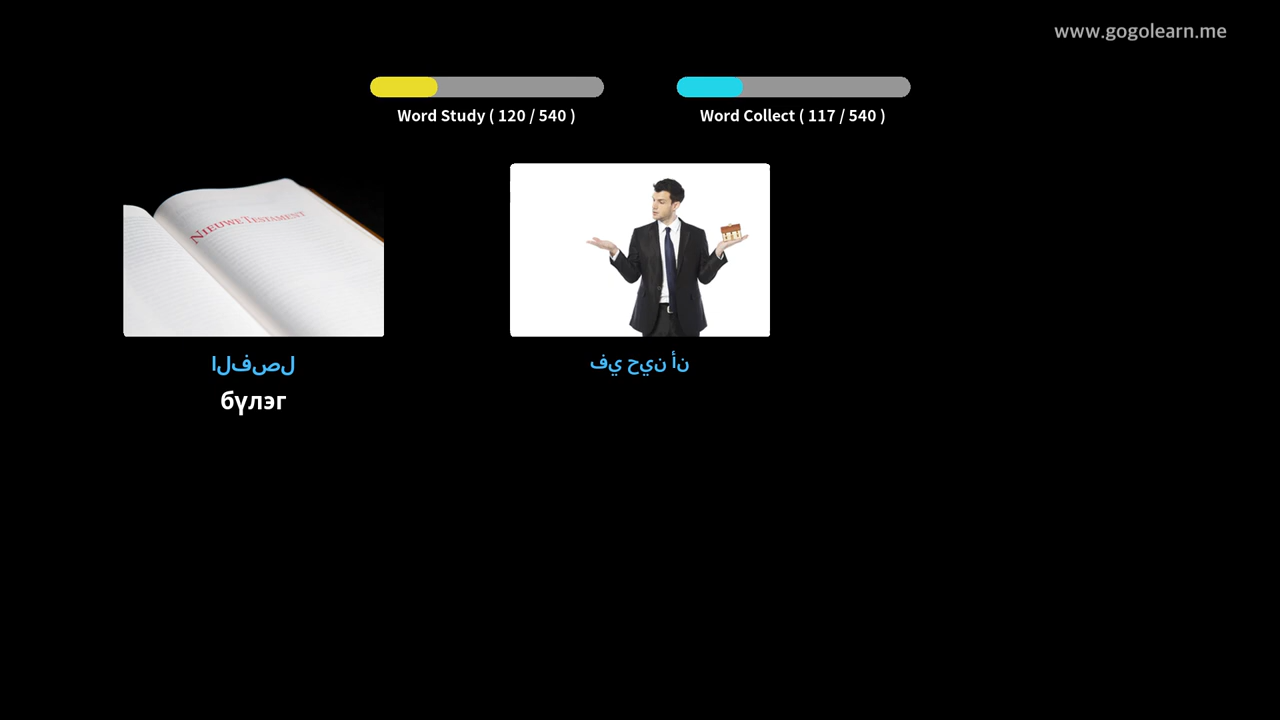 www.gogolearn.me
Word Study ( 120 / 540 )
Word Collect ( 117 / 540 )
NIEUWE TESTAMENT
الفصل
бүлэг
في حين أن